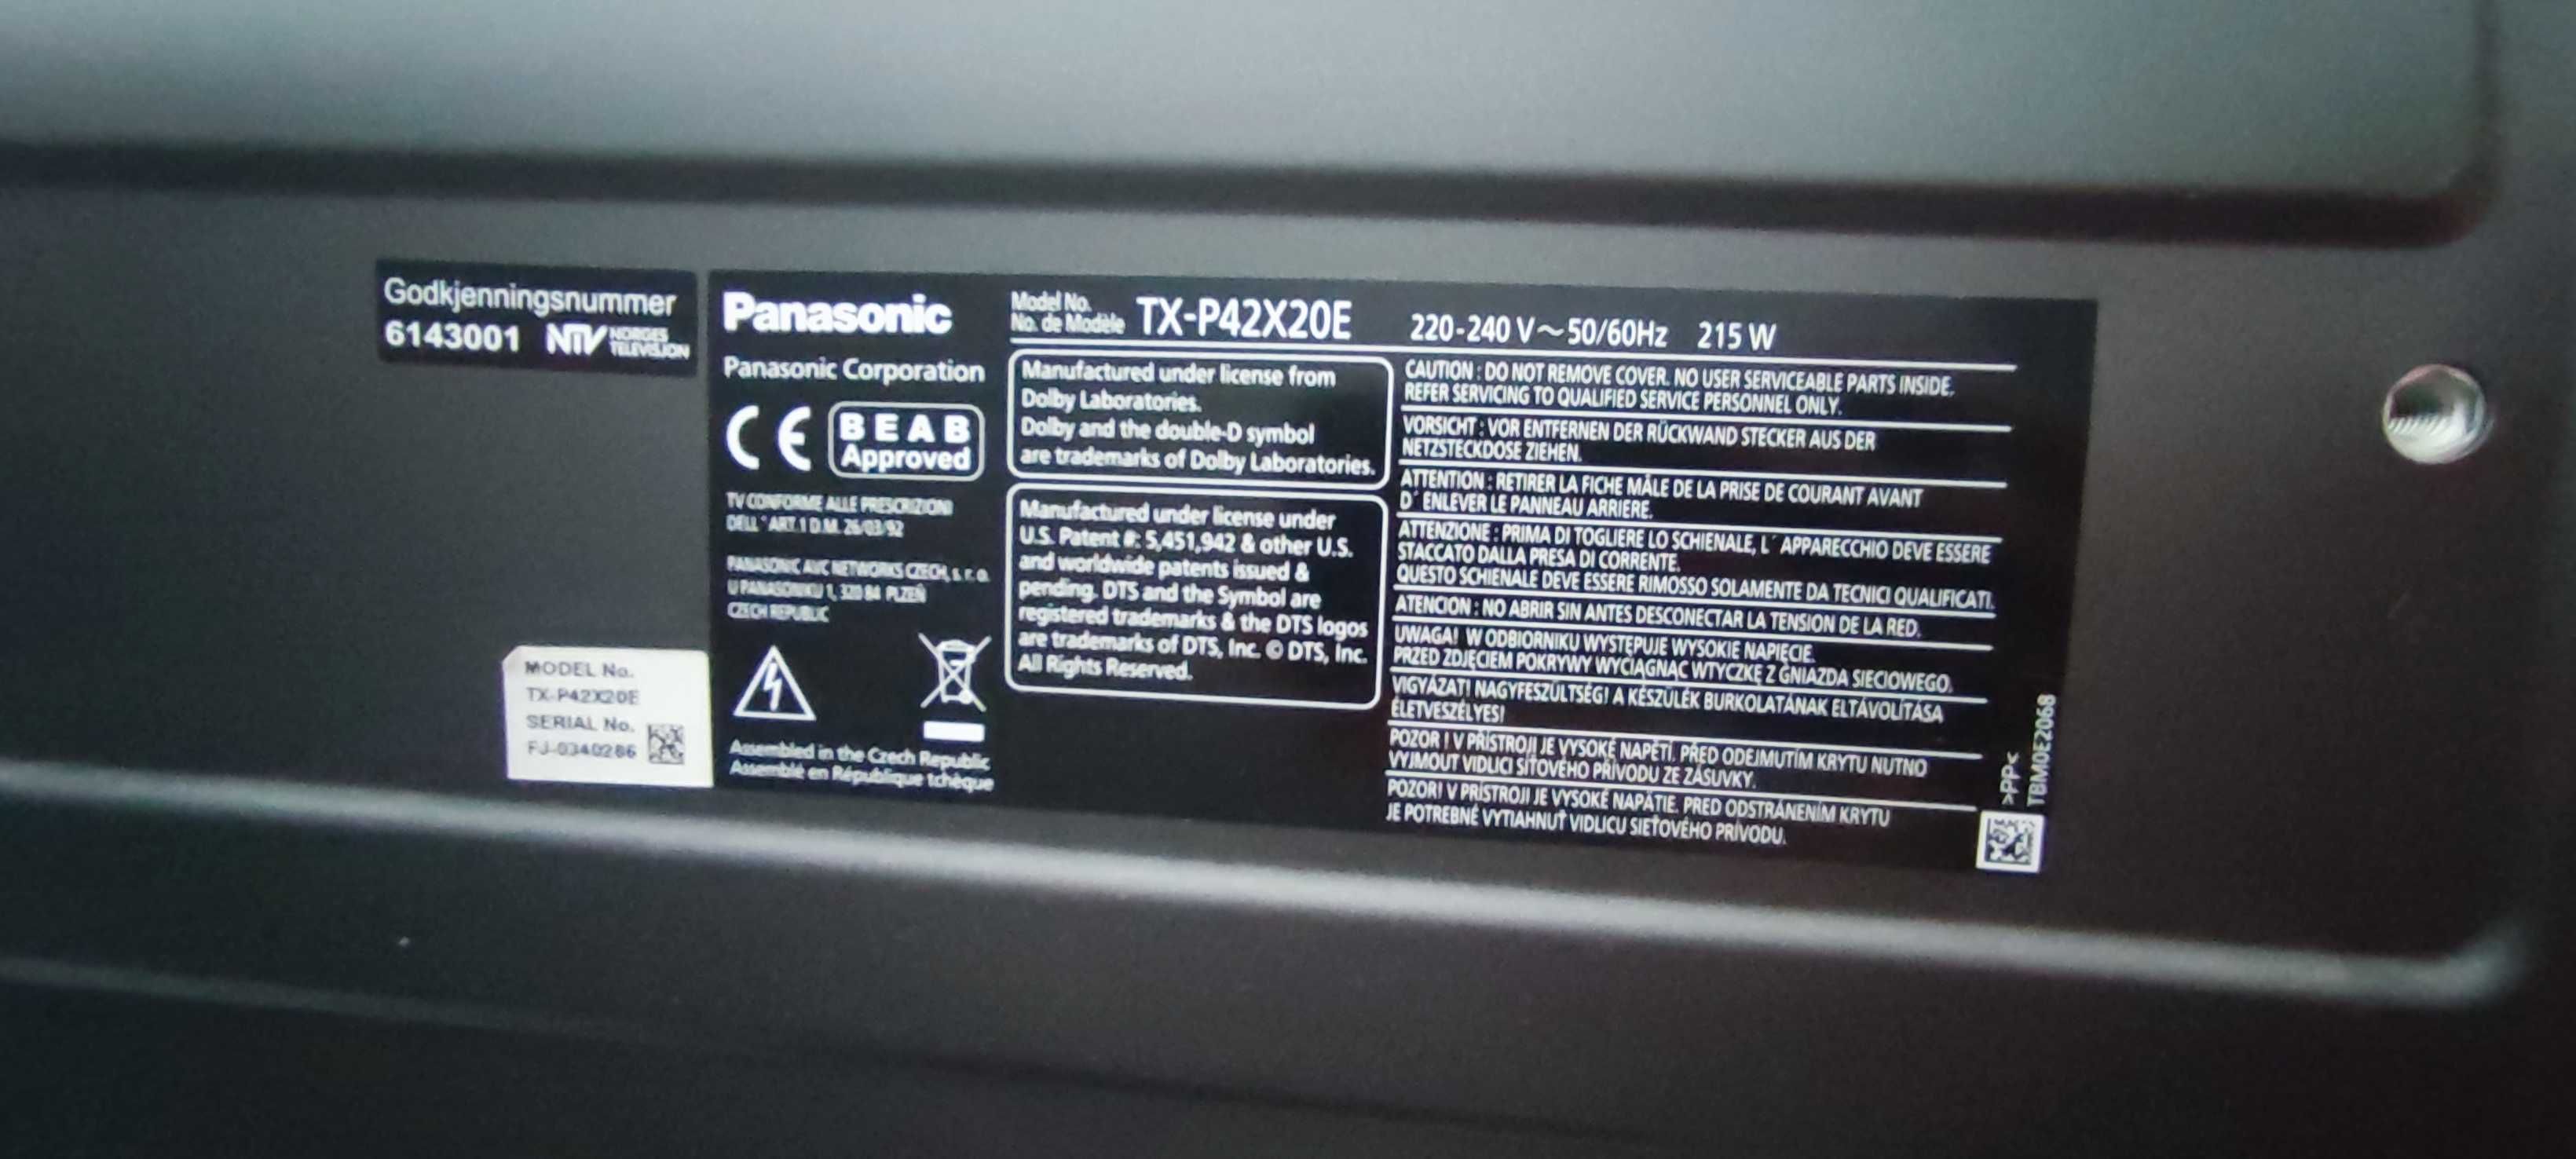 Godkjenningsnummer
6143001 NTV NORGES
TELEVISJON
Panasonic
Panasonic Corporation
CE BEAB
Approved
TV CONFORME ALLE PRESCRIZIONI
DELL´ART.1 D.M. 26/03/92
PANASONIC AVC NETWORKS CZECH, s. r. o.
U PANASONIKU 1, 320 84 PLZEŇ
CZECH REPUBLIC
Assembled in the Czech Republic
Assemblé en République tchèque
MODEL No.
TX-P42X20E
SERIAL No.
FJ-0340286
Model No.
No. de Modèle TX-P42X20E 220-240 V~50/60Hz 215 W
Manufactured under license from
Dolby Laboratories.
Dolby and the double-D symbol
are trademarks of Dolby Laboratories.
Manufactured under license under
U.S. Patent #: 5,451,942 & other U.S.
and worldwide patents issued &
pending. DTS and the Symbol are
registered trademarks & the DTS logos
are trademarks of DTS, Inc. © DTS, Inc.
All Rights Reserved.
CAUTION : DO NOT REMOVE COVER. NO USER SERVICEABLE PARTS INSIDE.
REFER SERVICING TO QUALIFIED SERVICE PERSONNEL ONLY.
VORSICHT : VOR ENTFERNEN DER RÜCKWAND STECKER AUS DER
NETZSTECKDOSE ZIEHEN.
ATTENTION : RETIRER LA FICHE MÂLE DE LA PRISE DE COURANT AVANT
D´ENLEVER LE PANNEAU ARRIERE.
ATTENZIONE : PRIMA DI TOGLIERE LO SCHIENALE, L´APPARECCHIO DEVE ESSERE
STACCATO DALLA PRESA DI CORRENTE.
QUESTO SCHIENALE DEVE ESSERE RIMOSSO SOLAMENTE DA TECNICI QUALIFICATI.
ATENCION : NO ABRIR SIN ANTES DESCONECTAR LA TENSION DE LA RED.
UWAGA! W ODBIORNIKU WYSTĘPUJE WYSOKIE NAPIĘCIE.
PRZED ZDJĘCIEM POKRYWY WYCIĄGNĄĆ WTYCZKĘ Z GNIAZDA SIECIOWEGO.
VIGYÁZAT! NAGYFESZÜLTSÉG! A KÉSZÜLÉK BURKOLATÁNAK ELTÁVOLÍTÁSA
ÉLETVESZÉLYES!
POZOR ! V PŘÍSTROJI JE VYSOKÉ NAPĚTÍ. PŘED ODEJMUTÍM KRYTU NUTNO
VYJMOUT VIDLICI SÍŤOVÉHO PŘÍVODU ZE ZÁSUVKY.
POZOR! V PRÍSTROJI JE VYSOKÉ NAPÄTIE. PRED ODSTRÁNENÍM KRYTU
JE POTREBNÉ VYTIAHNUŤ VIDLICU SIEŤOVÉHO PRÍVODU.
>PP<
TBM0E2068